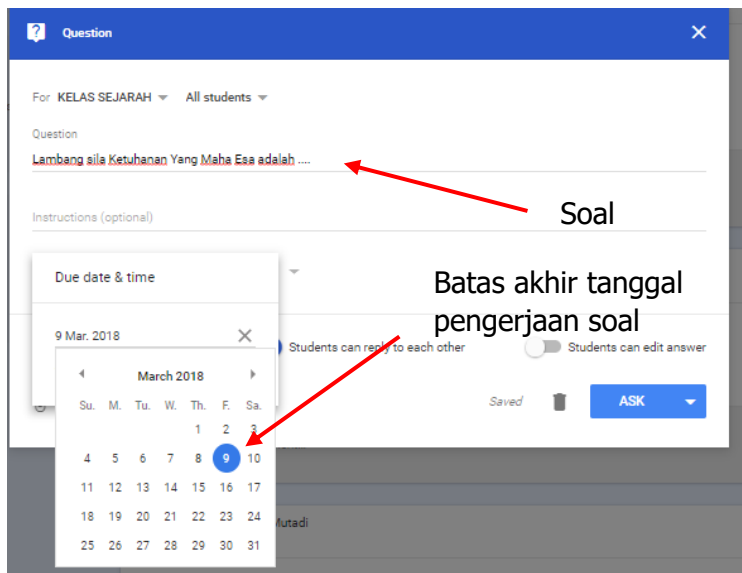 Question
For KELAS SEJARAH All students
Question
Lambang sila Ketuhanan Yang Maha Esa adalah ....
Soal
Instructions (optional)
Due date & time
Batas akhir tanggal
pengerjaan soal
9 Mar. 2018
Students can reply to each other
Students can edit answer
March 2018
Su. M. Tu. W. Th. F. Sa.
1 2 3
4 5 6 7 8 9 10
11 12 13 14 15 16 17
18 19 20 21 22 23 24
25 26 27 28 29 30 31
Saved
ASK
Mutadi